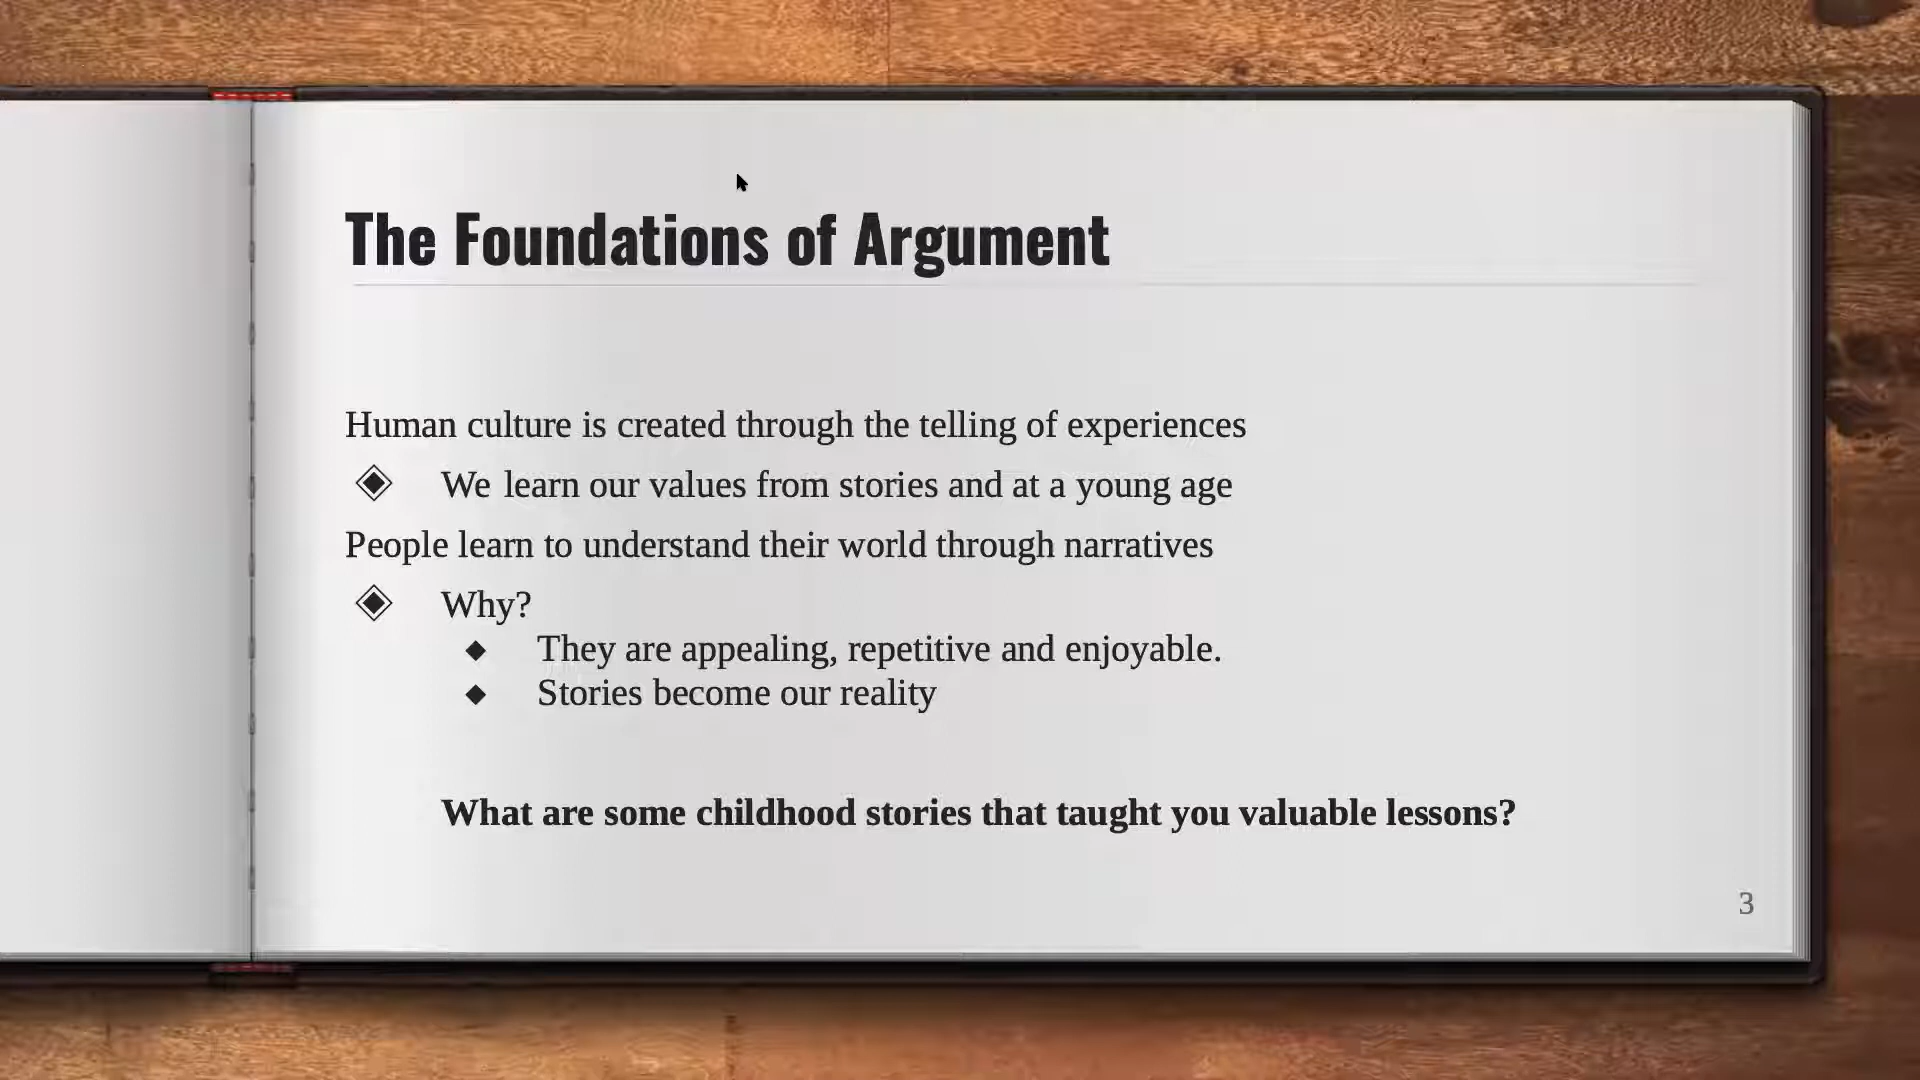 The Foundations of Argument
Human culture is created through the telling of experiences
We learn our values from stories and at a young age
People learn to understand their world through narratives
Why?
They are appealing, repetitive and enjoyable.
Stories become our reality
What are some childhood stories that taught you valuable lessons?
3